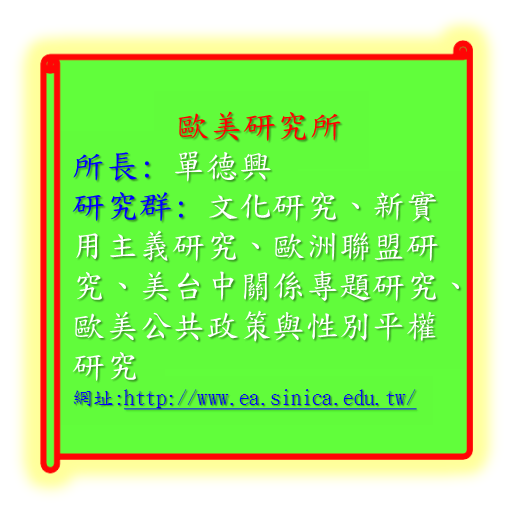 歐美研究所
所長: 單德興
研究群: 文化研究、新實
用主義研究、歐洲聯盟研
究、美台中關係專題研究、
歐美公共政策與性別平權
研究
網址:http://www.ea.sinica.edu.tw/